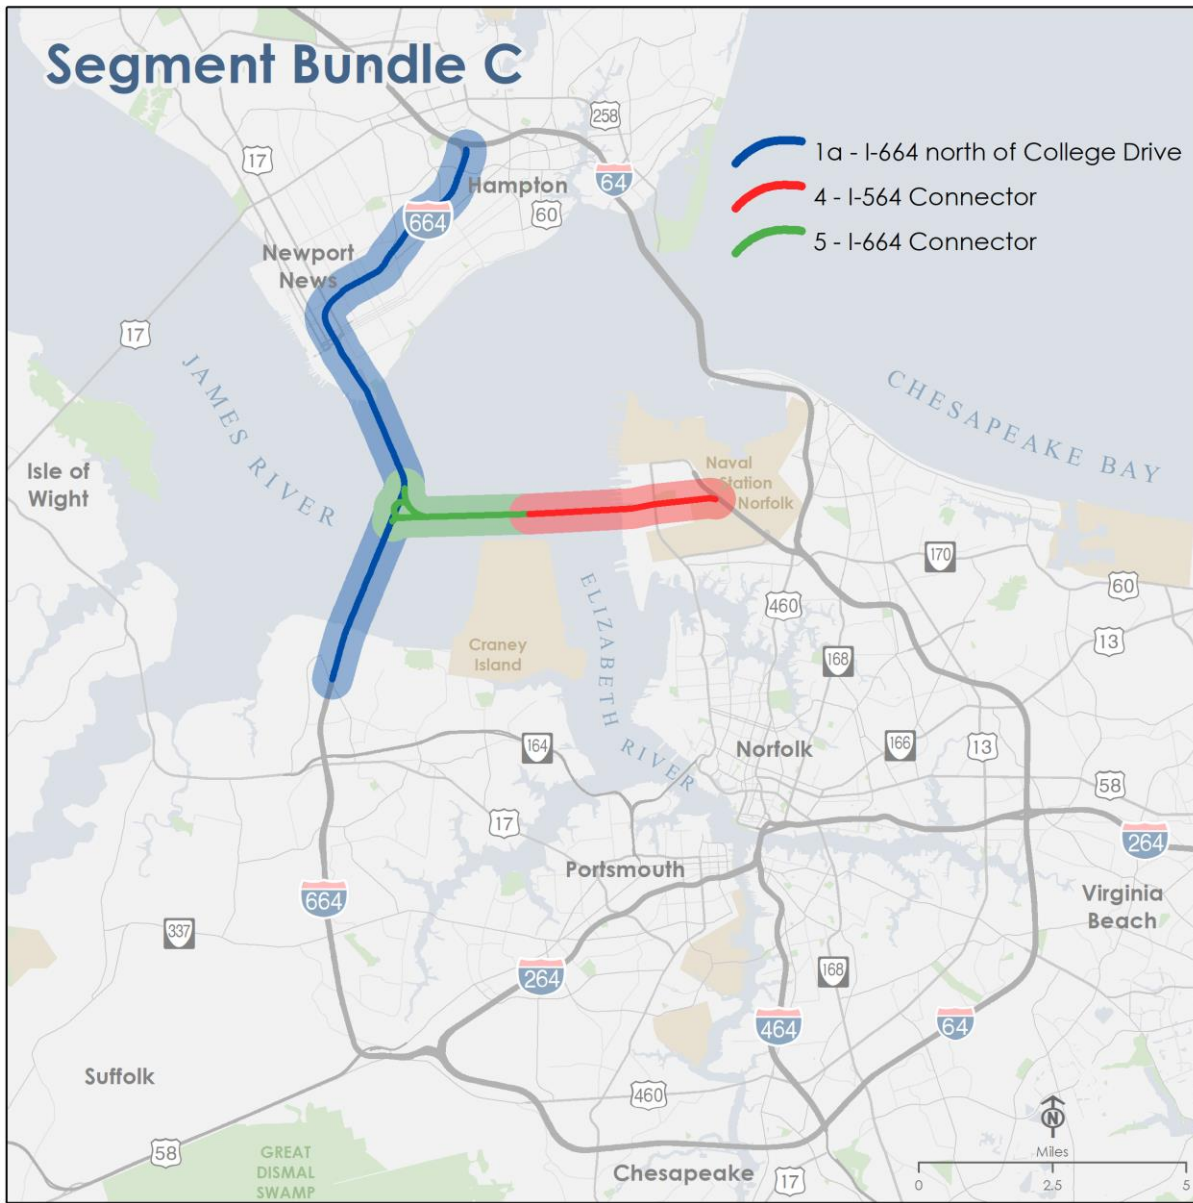 Segment Bundle C
258
17
1a - I-664 north of College Drive
Hampton
64
4 - I-564 Connector
60
664
5 - I-664 Connector
Newport
News
17
JAMES RIVER
CHESAPEAKE BAY
Isle of
Wight
Naval
Station
Norfolk
170
60
ELIZABETH RIVER
460
13
Craney
Island
168
164
Norfolk
166
13
58
17
264
Portsmouth
664
Virginia
Beach
337
264
168
464
64
Suffolk
460
N
58
GREAT
DISMAL
SWAMP
Miles
Chesapeake
17
0
2.5
5